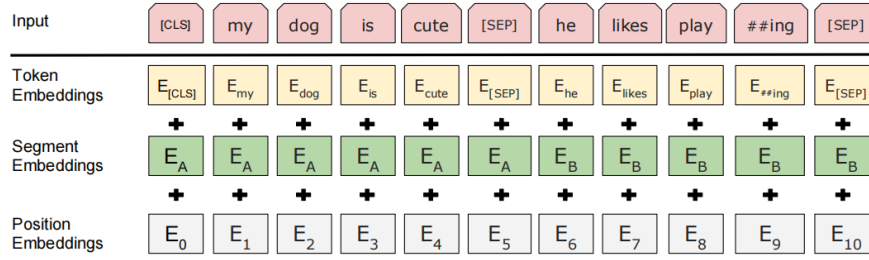 Input [CLS] my dog is cute [SEP] he likes play ##ing [SEP]
Token
Embeddings E[CLS] Emy Edog Eis Ecute E[SEP] Ehe Elikes Eplay E##ing E[SEP]
+ + + + + + + + + + +
Segment
Embeddings EA EA EA EA EA EA EB EB EB EB EB
+ + + + + + + + + + +
Position
Embeddings E0 E1 E2 E3 E4 E5 E6 E7 E8 E9 E10